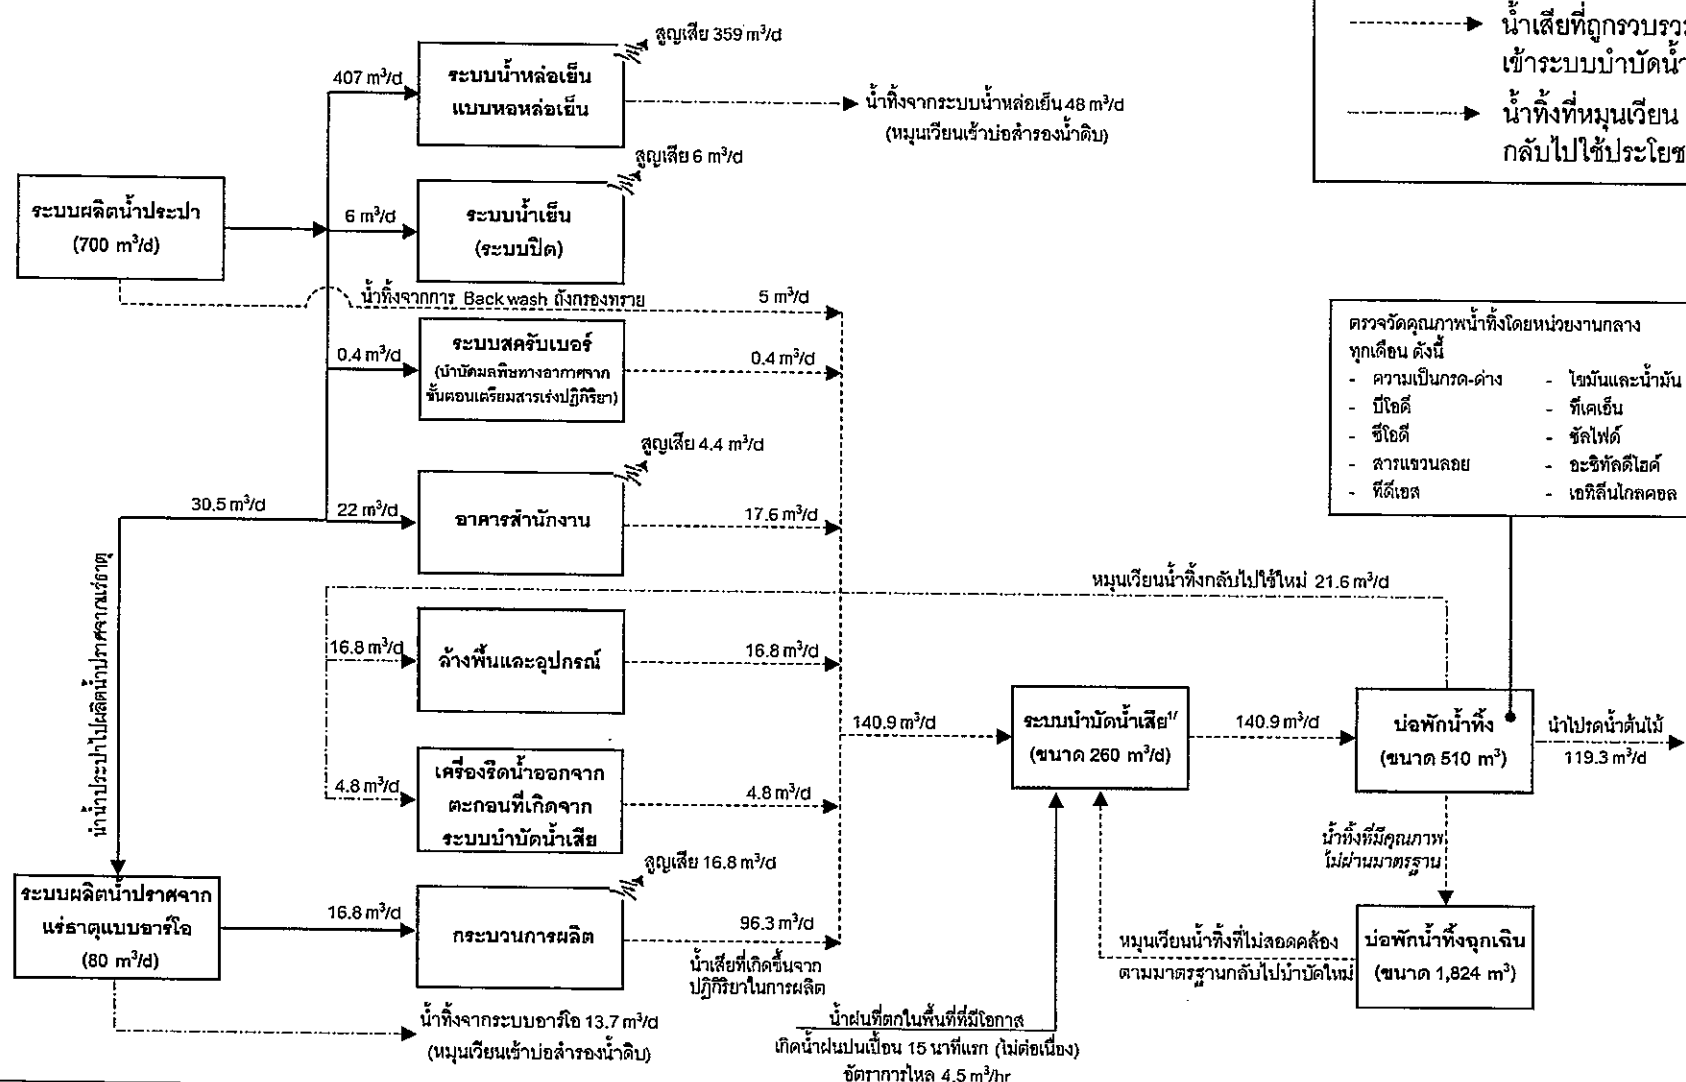 น้ำเสียที่ถูกรวบรวม
เข้าระบบบำบัดน้ำ
น้ำทิ้งที่หมุนเวียน
กลับไปใช้ประโยช
สูญเสีย 359 m³/d
407 m³/d
ระบบน้ำหล่อเย็น
แบบหอหล่อเย็น
น้ำทิ้งจากระบบน้ำหล่อเย็น 48 m³/d
(หมุนเวียนเข้าบ่อสำรองน้ำดิบ)
สูญเสีย 6 m³/d
ระบบผลิตน้ำประปา
(700 m³/d)
6 m³/d
ระบบน้ำเย็น
(ระบบปิด)
น้ำทิ้งจากการ Back wash ถังกรองทราย
5 m³/d
0.4 m³/d
ระบบสครับเบอร์
(บำบัดมลพิษทางอากาศจาก
ขั้นตอนเตรียมสารเร่งปฏิกิริยา)
0.4 m³/d
ตรวจวัดคุณภาพน้ำทิ้งโดยหน่วยงานกลาง
ทุกเดือน ดังนี้
- ความเป็นกรด-ด่าง - ไขมันและน้ำมัน
- บีโอดี - ทีเคเอ็น
- ซีโอดี - ซัลไฟด์
- สารแขวนลอย - อะซิทัลดีไฮด์
- ทีดีเอส - เอทิลีนไกลคอล
สูญเสีย 4.4 m³/d
30.5 m³/d
22 m³/d
อาคารสำนักงาน
17.6 m³/d
นำน้ำประปาไปผลิตน้ำปราศจากแร่ธาตุ
หมุนเวียนน้ำทิ้งกลับไปใช้ใหม่ 21.6 m³/d
16.8 m³/d
ล้างพื้นและอุปกรณ์
16.8 m³/d
140.9 m³/d
ระบบบำบัดน้ำเสีย¹/
(ขนาด 260 m³/d)
140.9 m³/d
บ่อพักน้ำทิ้ง
(ขนาด 510 m³)
นำไปรดน้ำต้นไม้
119.3 m³/d
4.8 m³/d
เครื่องรีดน้ำออกจาก
ตะกอนที่เกิดจาก
ระบบบำบัดน้ำเสีย
4.8 m³/d
น้ำทิ้งที่มีคุณภาพ
ไม่ผ่านมาตรฐาน
สูญเสีย 16.8 m³/d
ระบบผลิตน้ำปราศจาก
แร่ธาตุแบบอาร์โอ
(80 m³/d)
16.8 m³/d
กระบวนการผลิต
96.3 m³/d
น้ำเสียที่เกิดขึ้นจาก
ปฏิกิริยาในการผลิต
หมุนเวียนน้ำทิ้งที่ไม่สอดคล้อง
ตามมาตรฐานกลับไปบำบัดใหม่
บ่อพักน้ำทิ้งฉุกเฉิน
(ขนาด 1,824 m³)
น้ำทิ้งจากระบบอาร์โอ 13.7 m³/d
(หมุนเวียนเข้าบ่อสำรองน้ำดิบ)
น้ำฝนที่ตกในพื้นที่ที่มีโอกาส
เกิดน้ำฝนปนเปื้อน 15 นาทีแรก (ไม่ต่อเนื่อง)
อัตราการไหล 4.5 m³/hr